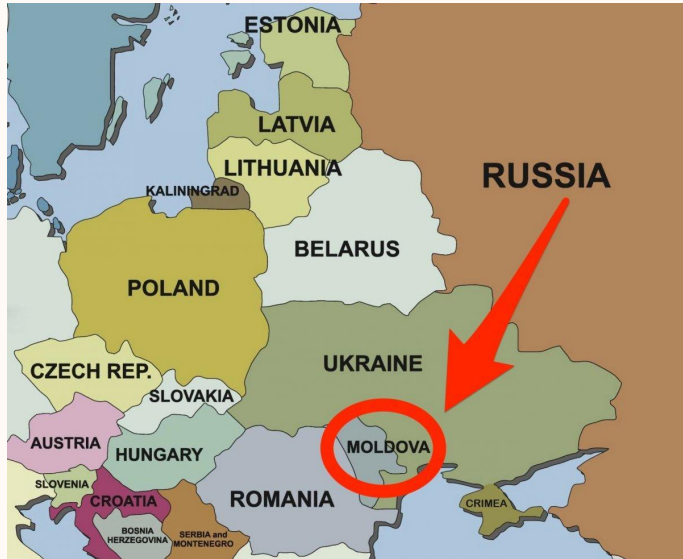 ESTONIA
LATVIA
LITHUANIA
KALININGRAD
RUSSIA
BELARUS
POLAND
UKRAINE
CZECH REP.
SLOVAKIA
AUSTRIA
HUNGARY
MOLDOVA
SLOVENIA
CROATIA
ROMANIA
CRIMEA
BOSNIA
HERZEGOVINA
SERBIA and
MONTENEGRO